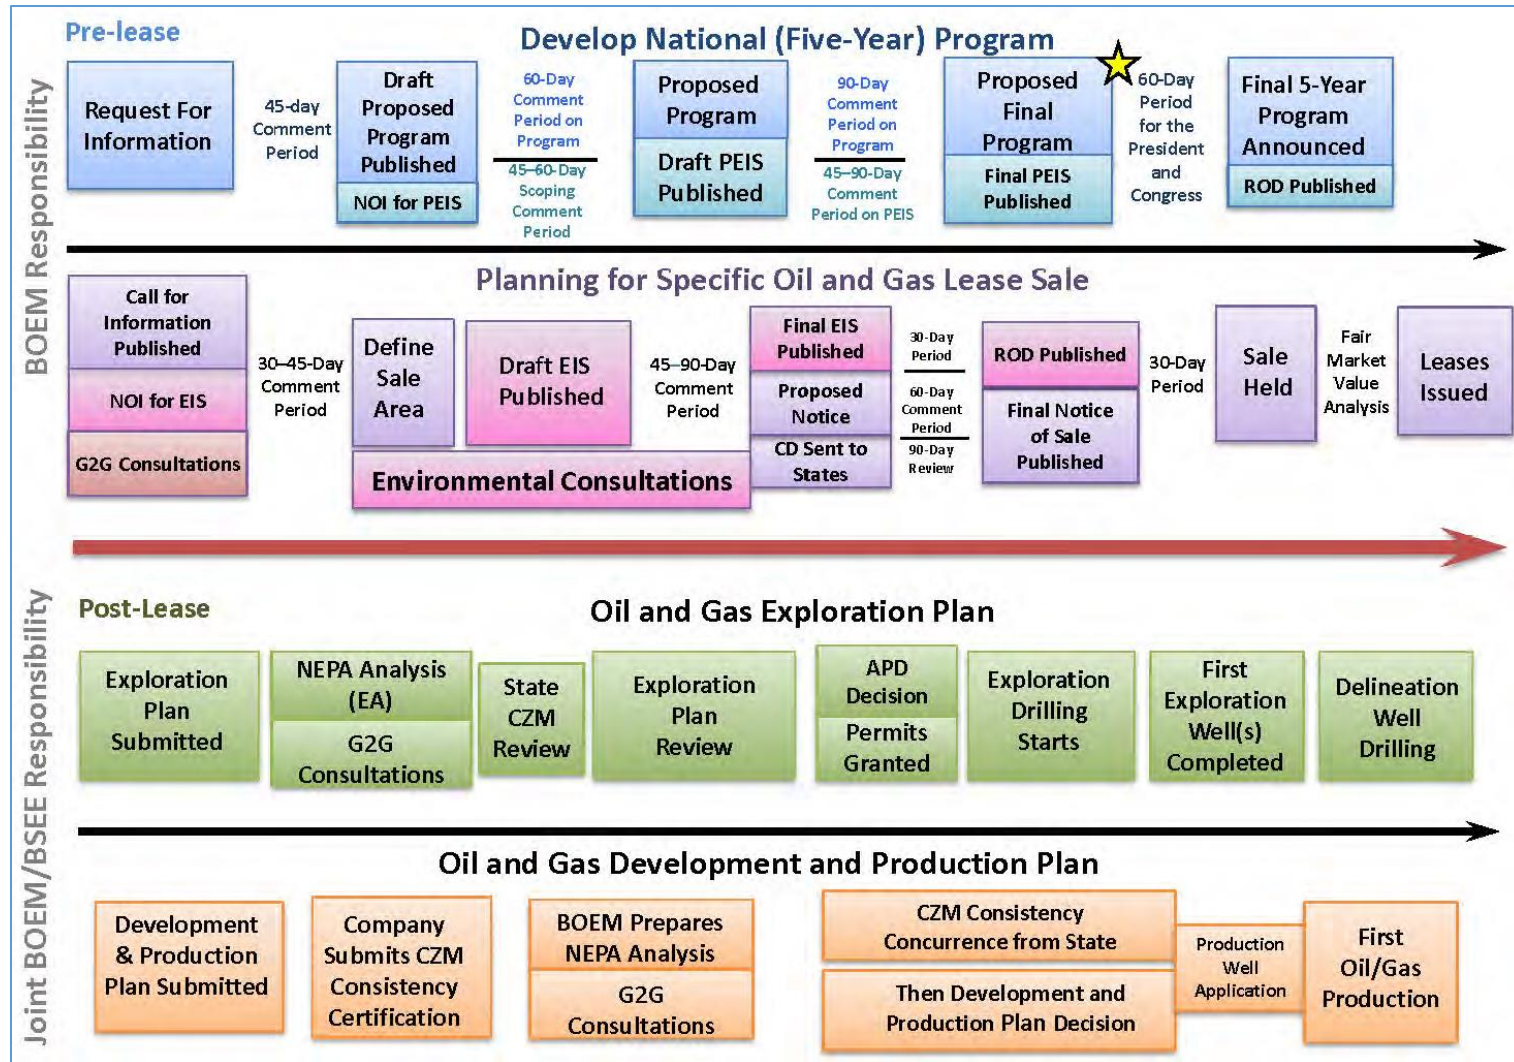 Pre-lease
Develop National (Five-Year) Program
BOEM Responsibility
Request For
Information
45-day
Comment
Period
Draft
Proposed
Program
Published
NOI for PEIS
60-Day
Comment
Period on
Program
45–60-Day
Scoping
Comment
Period
Proposed
Program
Draft PEIS
Published
90-Day
Comment
Period on
Program
45–90-Day
Comment
Period on PEIS
Proposed
Final
Program
Final PEIS
Published
60-Day
Period
for the
President
and
Congress
Final 5-Year
Program
Announced
ROD Published
Planning for Specific Oil and Gas Lease Sale
Call for
Information
Published
NOI for EIS
G2G Consultations
30–45-Day
Comment
Period
Define
Sale
Area
Draft EIS
Published
Environmental Consultations
45–90-Day
Comment
Period
Final EIS
Published
Proposed
Notice
CD Sent to
States
30-Day
Period
60-Day
Comment
Period
90-Day
Review
ROD Published
Final Notice
of Sale
Published
30-Day
Period
Sale
Held
Fair
Market
Value
Analysis
Leases
Issued
Joint BOEM/BSEE Responsibility
Post-Lease
Oil and Gas Exploration Plan
Exploration
Plan
Submitted
NEPA Analysis
(EA)
G2G
Consultations
State
CZM
Review
Exploration
Plan
Review
APD
Decision
Permits
Granted
Exploration
Drilling
Starts
First
Exploration
Well(s)
Completed
Delineation
Well
Drilling
Oil and Gas Development and Production Plan
Development
& Production
Plan Submitted
Company
Submits CZM
Consistency
Certification
BOEM Prepares
NEPA Analysis
G2G
Consultations
CZM Consistency
Concurrence from State
Then Development and
Production Plan Decision
Production
Well
Application
First
Oil/Gas
Production